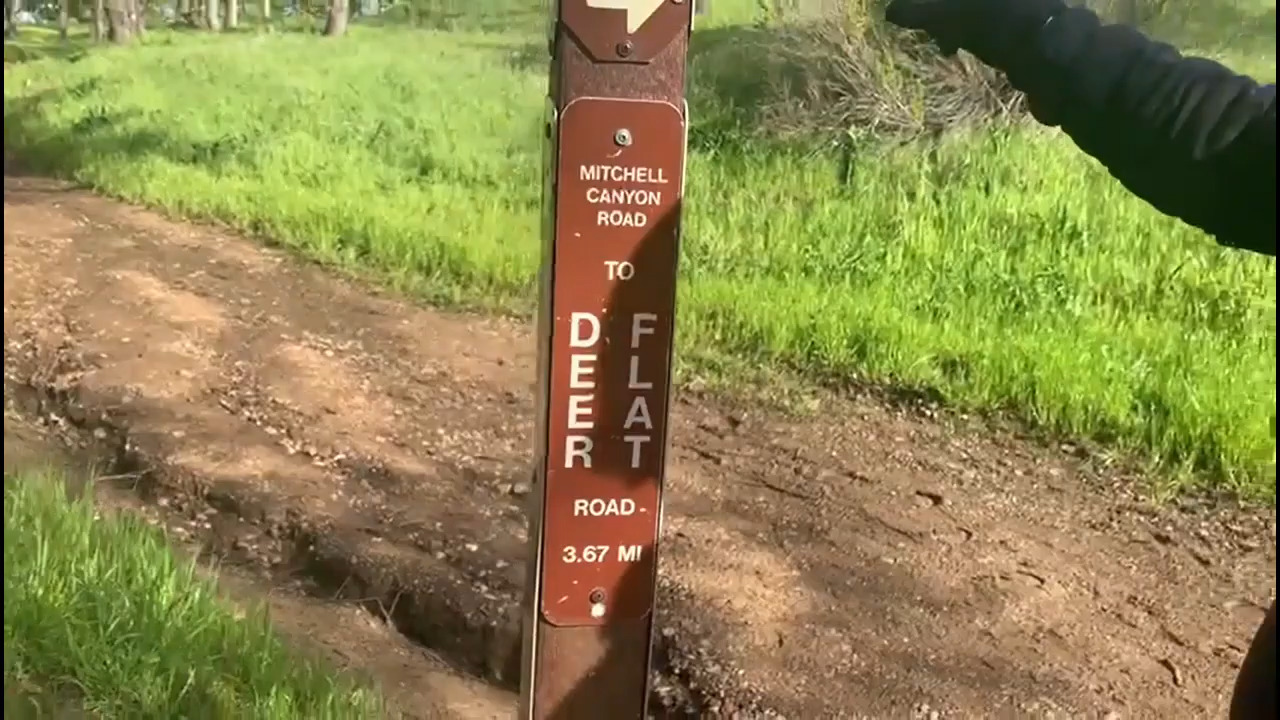 MITCHELL
CANYON
ROAD
TO
DEER FLAT
ROAD
3.67 MI